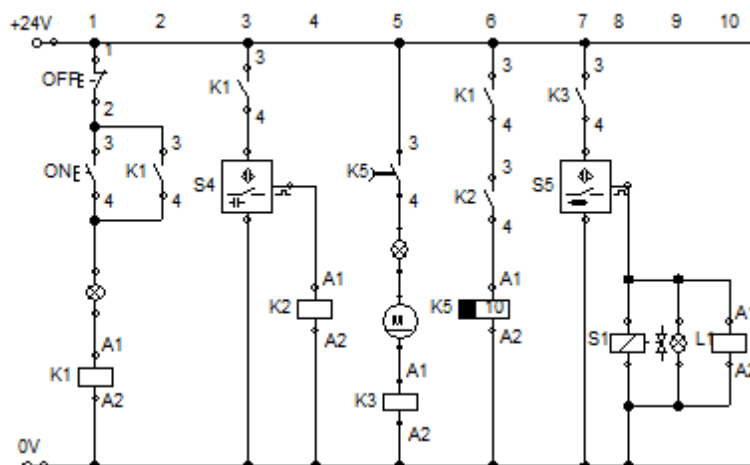 +24V 1 2 3 4 5 6 7 8 9 10
1 3 3 3
OFF K1 K1 K3
2 4 4 4
3 3 3 3
ON K1 S4 K5 K2 S5
4 4 4 4
A1 A1 A1
K2 K5 10 S1 L1
M
A2 A2
A1 A1 A2
K1 K3
A2 A2
0V